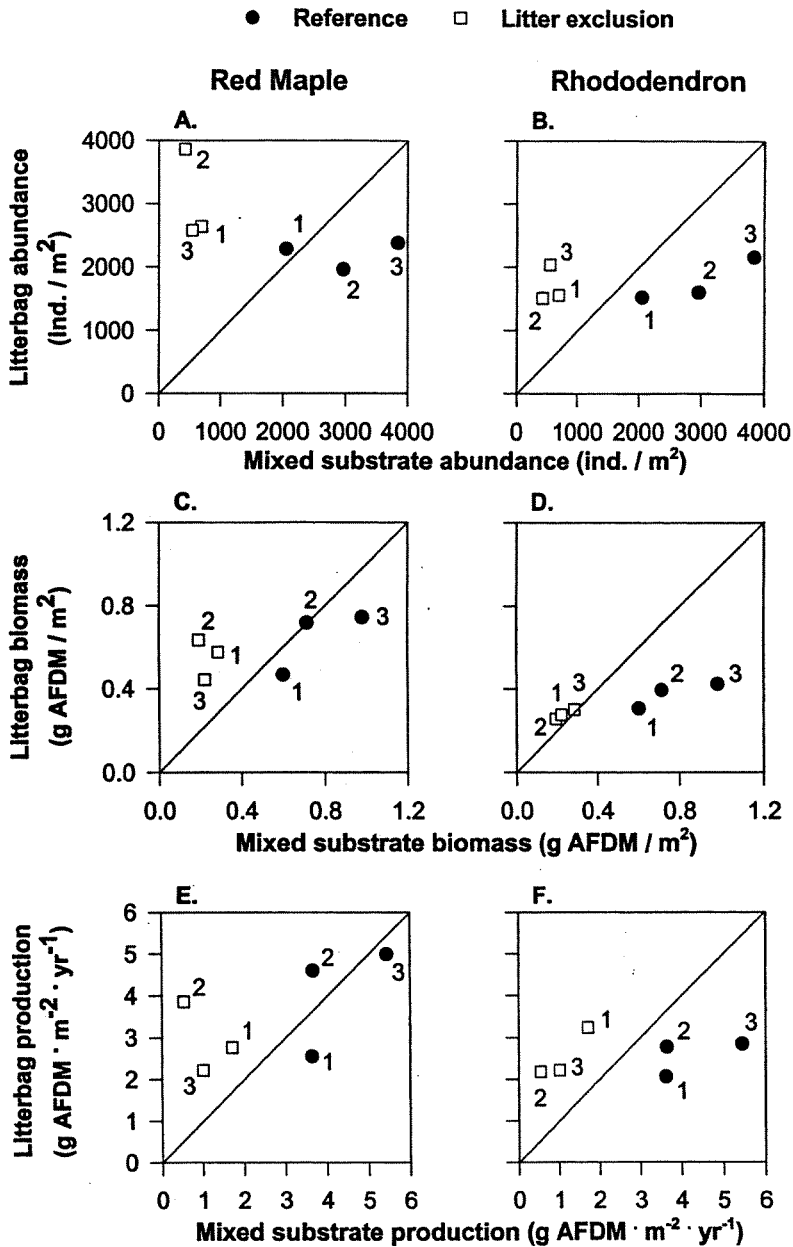 Reference Litter exclusion
Red Maple Rhododendron
A. B.
4000 3000 2000 1000 0
Litterbag abundance
(ind. / m²)
2 1 3 1 2 3
3 1 2 1 2 3
0 1000 2000 3000 4000 0 1000 2000 3000 4000
Mixed substrate abundance (ind. / m²)
C. D.
1.2 0.8 0.4 0.0
Litterbag biomass
(g AFDM / m²)
2 1 3 2 3 1
1 3 2 2 3 1
0.0 0.4 0.8 1.2 0.0 0.4 0.8 1.2
Mixed substrate biomass (g AFDM / m²)
E. F.
6 5 4 3 2 1 0
Litterbag production
(g AFDM · m⁻² · yr⁻¹)
2 1 3 2 3 1
1 3 2 2 3 1
0 1 2 3 4 5 6 0 1 2 3 4 5 6
Mixed substrate production (g AFDM · m⁻² · yr⁻¹)